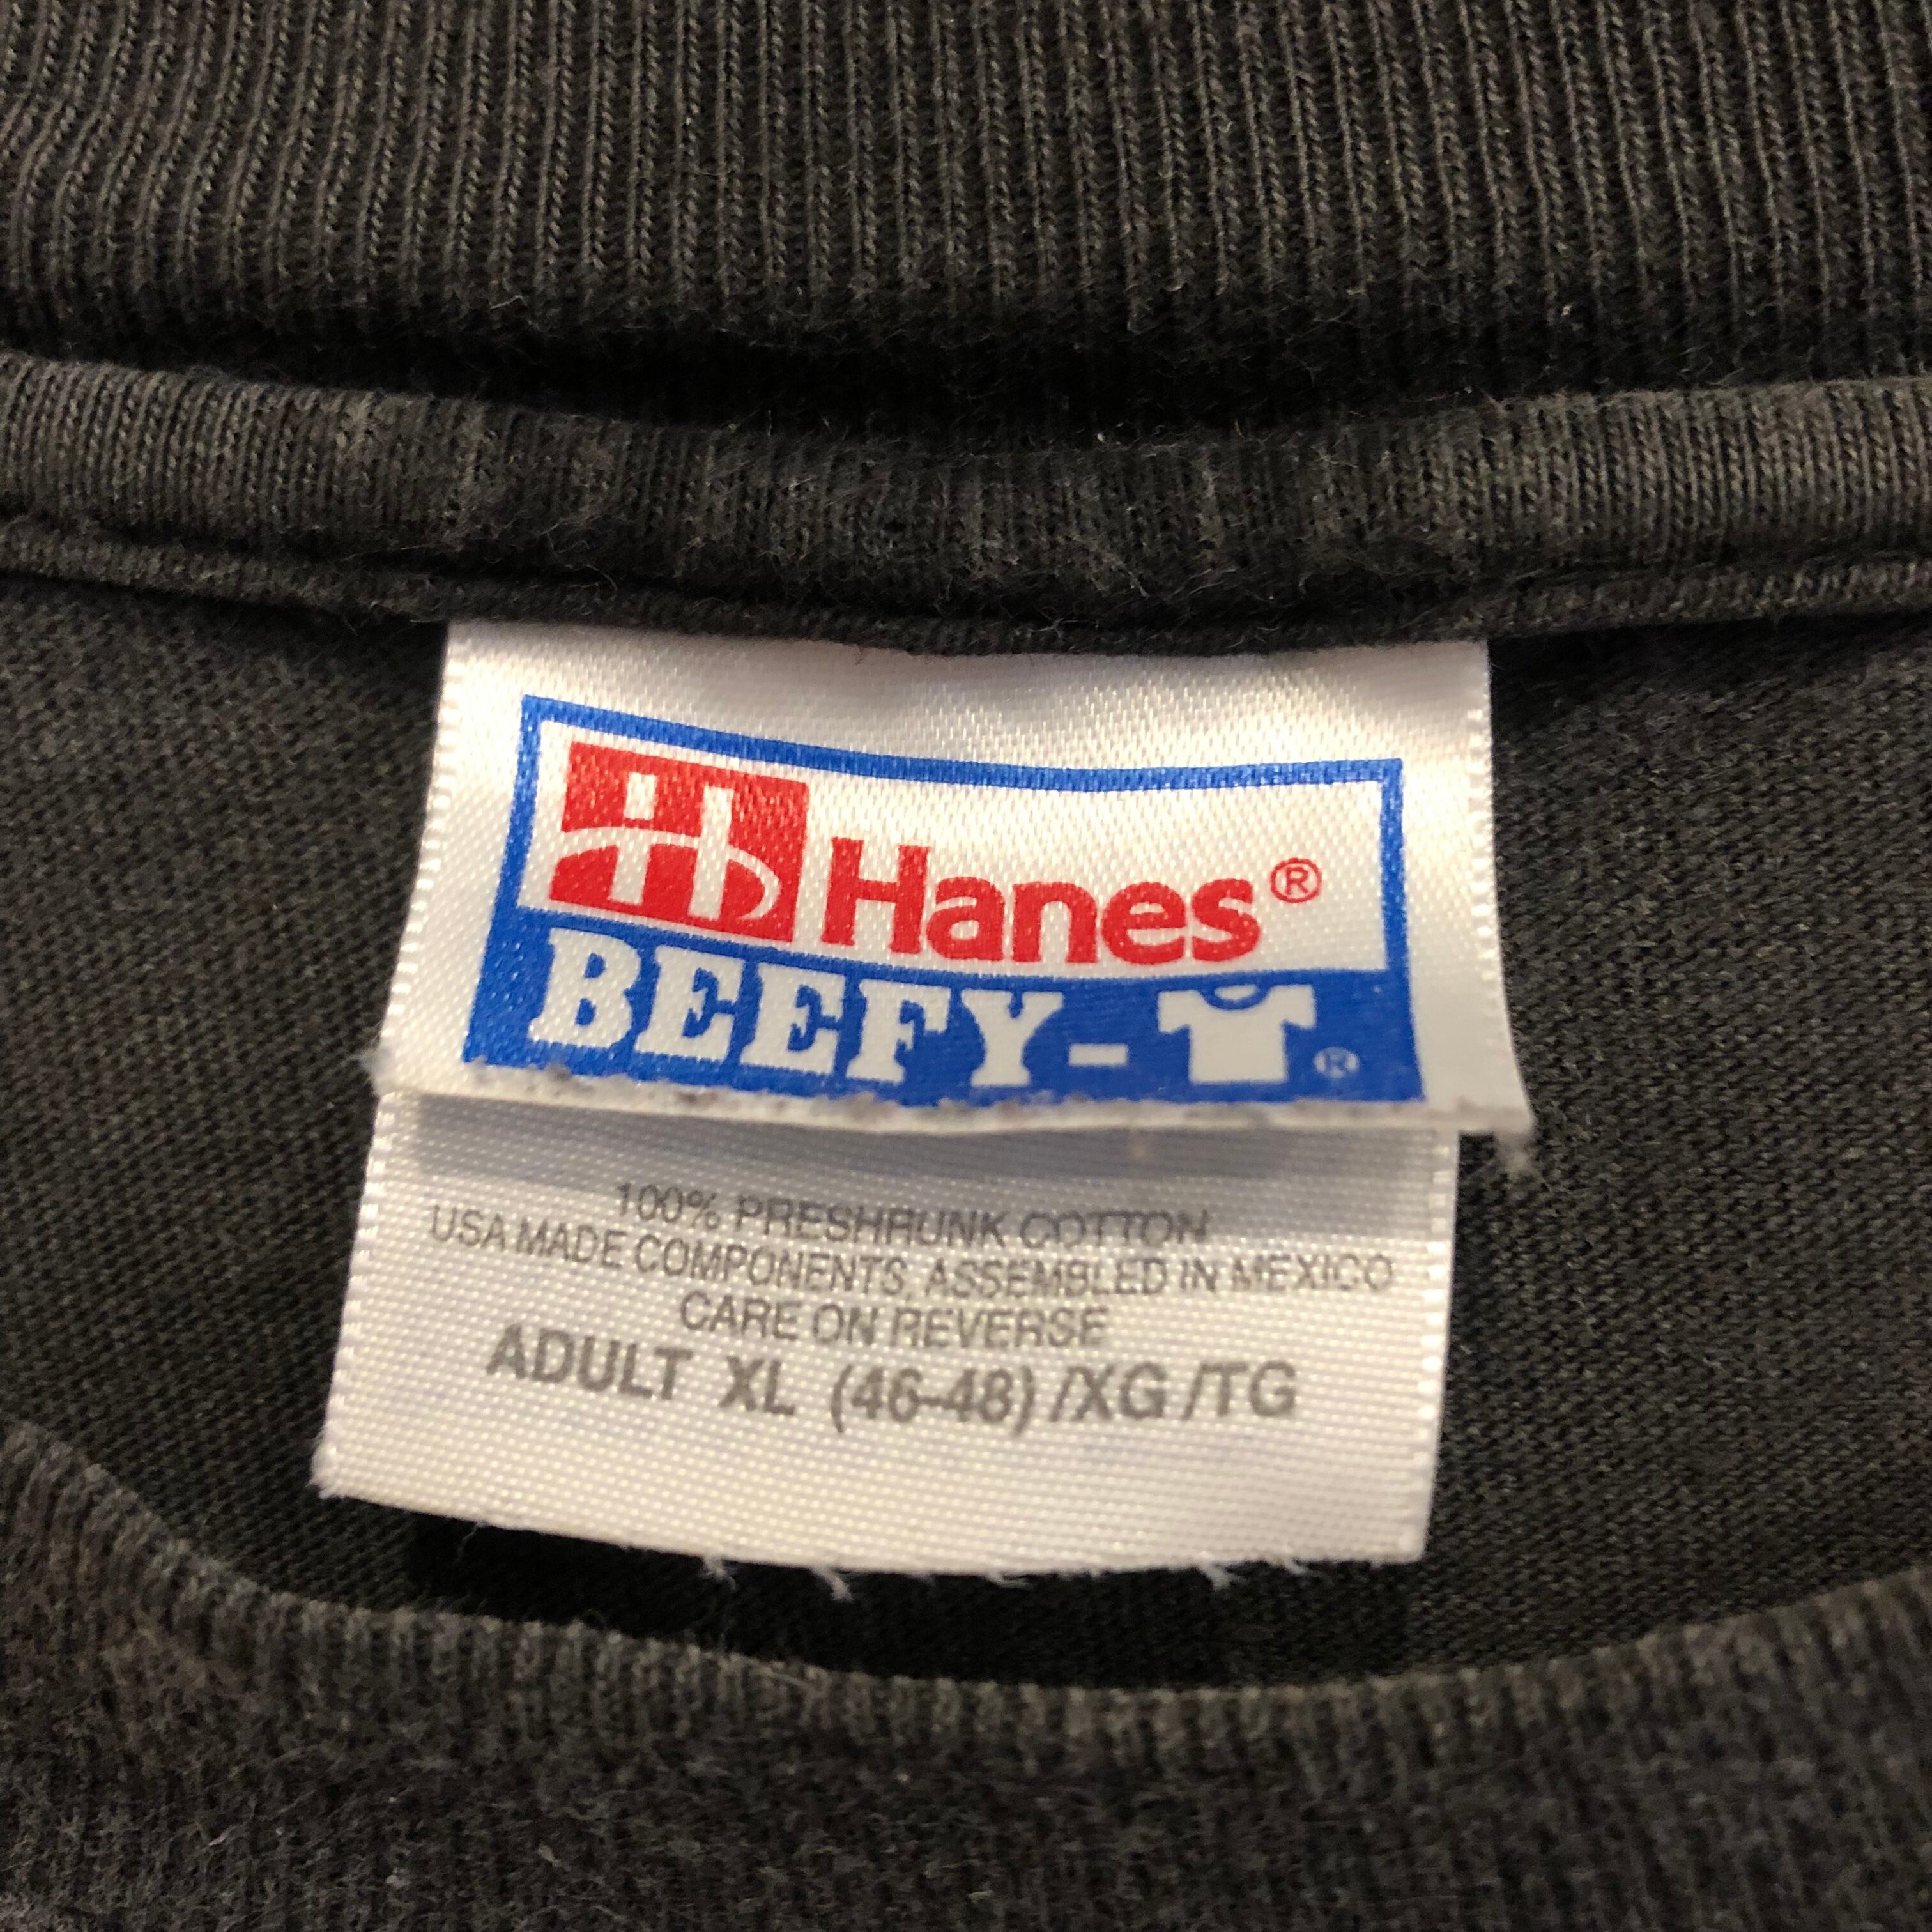 Hanes®
BEEFY-®
100% PRESHRUNK COTTON
USA MADE COMPONENTS, ASSEMBLED IN MEXICO
CARE ON REVERSE
ADULT XL (46-48) /XG /TG